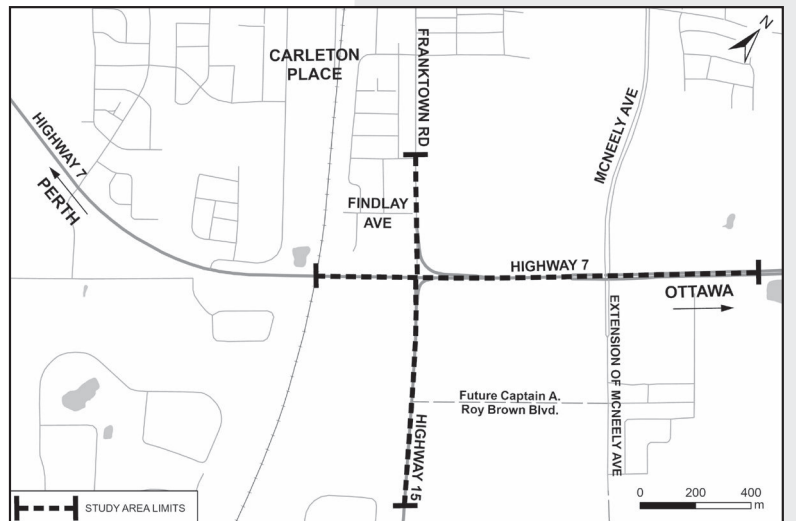 CARLETON
PLACE
FRANKTOWN RD
N
MCNEELY AVE
HIGHWAY 7
PERTH
FINDLAY
AVE
HIGHWAY 7
OTTAWA
EXTENSION OF MCNEELY AVE
Future Captain A.
Roy Brown Blvd.
HIGHWAY 15
STUDY AREA LIMITS
0 200 400
m